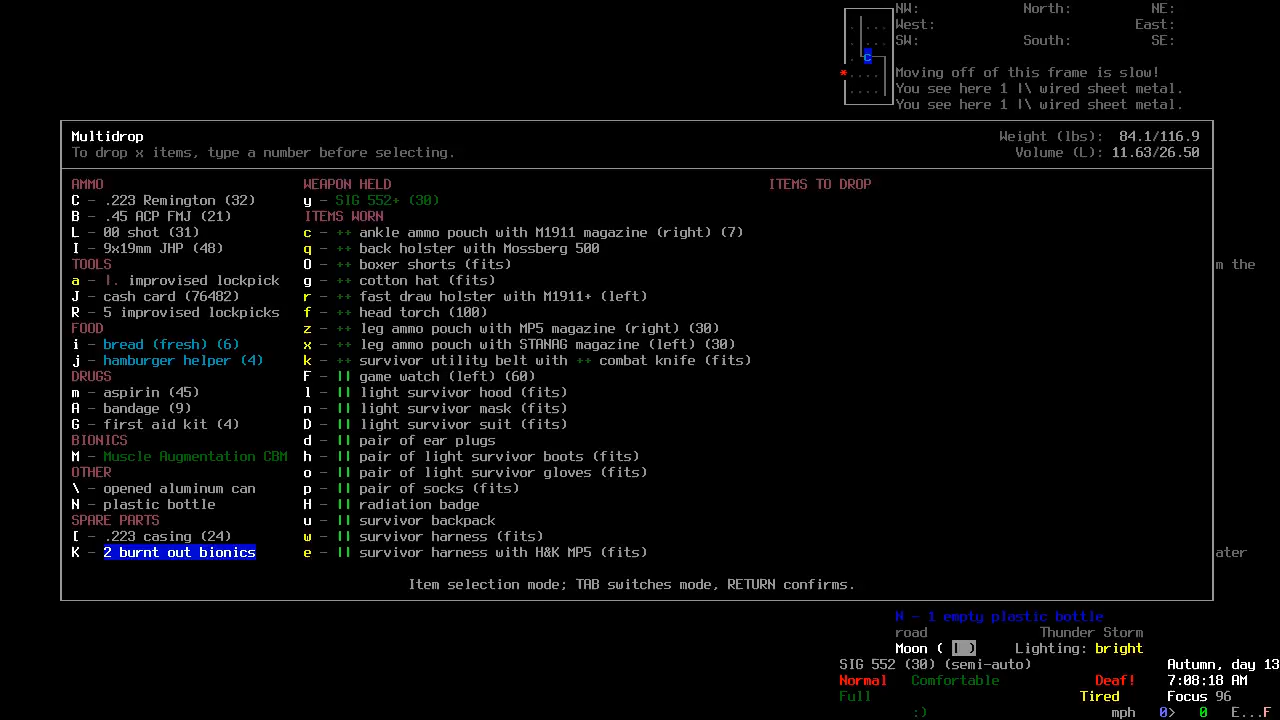 NW: North: NE:
West: East:
SW: South: SE:
Moving off of this frame is slow!
You see here 1 |\ wired sheet metal.
You see here 1 |\ wired sheet metal.
Multidrop Weight (lbs): 84.1/116.9
To drop x items, type a number before selecting. Volume (L): 11.63/26.50
AMMO WEAPON HELD ITEMS TO DROP
C - .223 Remington (32) y - SIG 552+ (30)
B - .45 ACP FMJ (21) ITEMS WORN
L - 00 shot (31) c - ++ ankle ammo pouch with M1911 magazine (right) (7)
I - 9x19mm JHP (48) q - ++ back holster with Mossberg 500
TOOLS O - ++ boxer shorts (fits) m the
a - |. improvised lockpick g - ++ cotton hat (fits)
J - cash card (76482) r - ++ fast draw holster with M1911+ (left)
R - 5 improvised lockpicks f - ++ head torch (100)
FOOD z - ++ leg ammo pouch with MP5 magazine (right) (30)
i - bread (fresh) (6) x - ++ leg ammo pouch with STANAG magazine (left) (30)
j - hamburger helper (4) k - ++ survivor utility belt with ++ combat knife (fits)
DRUGS F - || game watch (left) (60)
m - aspirin (45) l - || light survivor hood (fits)
A - bandage (9) n - || light survivor mask (fits)
G - first aid kit (4) D - || light survivor suit (fits)
BIONICS d - || pair of ear plugs
M - Muscle Augmentation CBM h - || pair of light survivor boots (fits)
OTHER o - || pair of light survivor gloves (fits)
\ - opened aluminum can p - || pair of socks (fits)
N - plastic bottle H - || radiation badge
SPARE PARTS u - || survivor backpack
[ - .223 casing (24) w - || survivor harness (fits)
K - 2 burnt out bionics e - || survivor harness with H&K MP5 (fits) ater
Item selection mode; TAB switches mode, RETURN confirms.
N - 1 empty plastic bottle
road Thunder Storm
Moon ( | ) Lighting: bright
SIG 552 (30) (semi-auto) Autumn, day 13
Normal Comfortable Deaf! 7:08:18 AM
Full Tired Focus 96
:) mph 0> 0 E...F